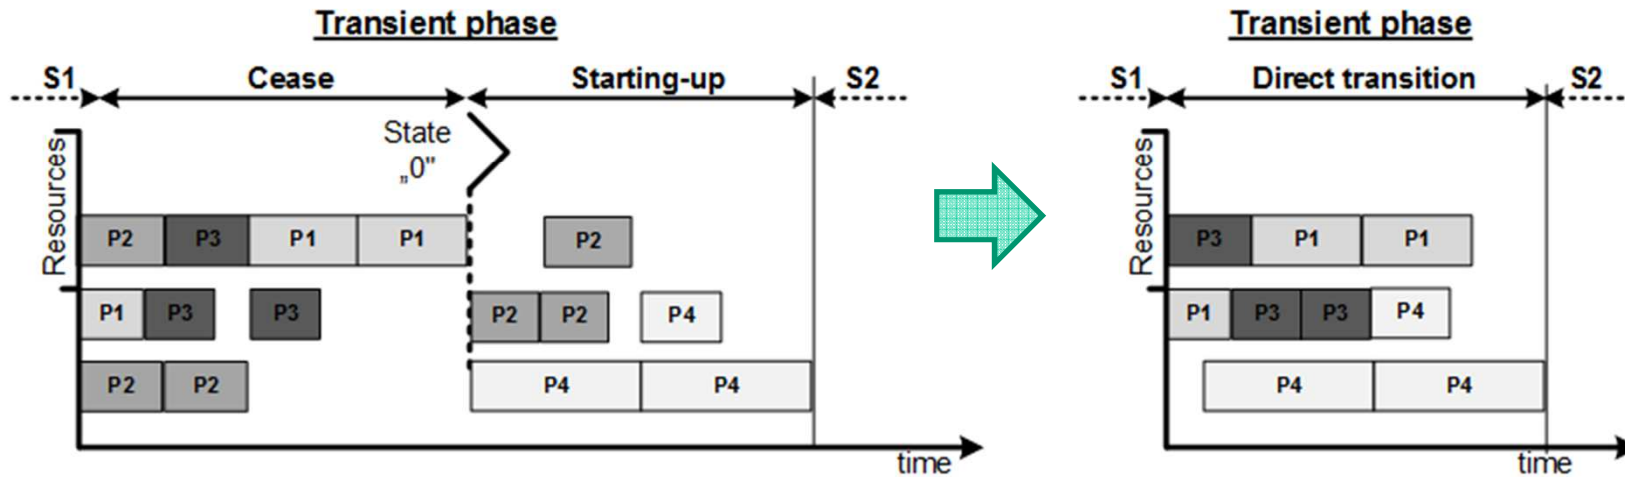 Transient phase
S1 Cease Starting-up S2
State
„0"
Resources
P2 P3 P1 P1 P2
P1 P3 P3 P2 P2 P4
P2 P2 P4 P4
time
Transient phase
S1 Direct transition S2
Resources
P3 P1 P1
P1 P3 P3 P4
P4 P4
time